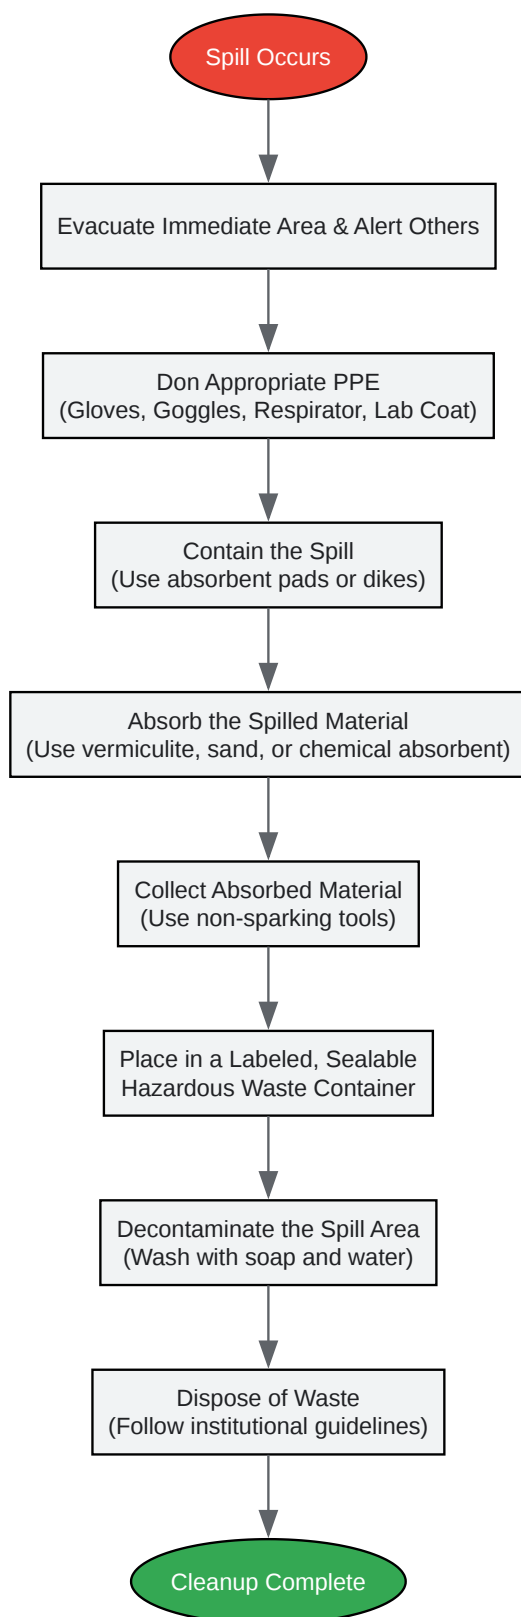 Spill Occurs
Evacuate Immediate Area & Alert Others
Don Appropriate PPE
(Gloves, Goggles, Respirator, Lab Coat)
Contain the Spill
(Use absorbent pads or dikes)
Absorb the Spilled Material
(Use vermiculite, sand, or chemical absorbent)
Collect Absorbed Material
(Use non-sparking tools)
Place in a Labeled, Sealable
Hazardous Waste Container
Decontaminate the Spill Area
(Wash with soap and water)
Dispose of Waste
(Follow institutional guidelines)
Cleanup Complete